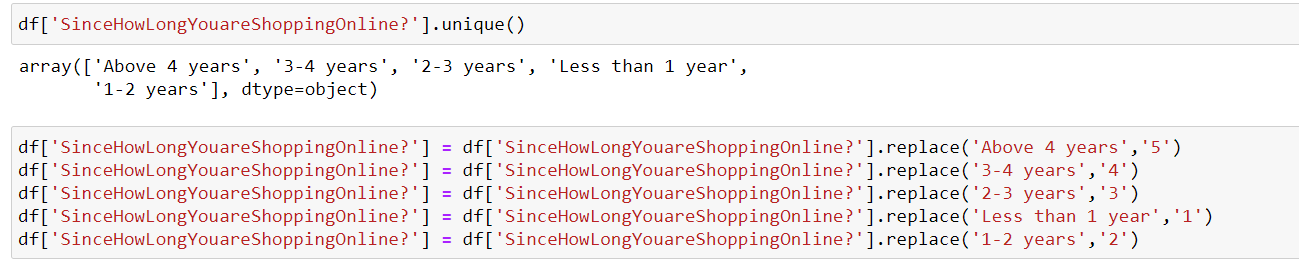 df['SinceHowLongYouareShoppingOnline?'].unique()
array(['Above 4 years', '3-4 years', '2-3 years', 'Less than 1 year',
'1-2 years'], dtype=object)
df['SinceHowLongYouareShoppingOnline?'] = df['SinceHowLongYouareShoppingOnline?'].replace('Above 4 years','5')
df['SinceHowLongYouareShoppingOnline?'] = df['SinceHowLongYouareShoppingOnline?'].replace('3-4 years','4')
df['SinceHowLongYouareShoppingOnline?'] = df['SinceHowLongYouareShoppingOnline?'].replace('2-3 years','3')
df['SinceHowLongYouareShoppingOnline?'] = df['SinceHowLongYouareShoppingOnline?'].replace('Less than 1 year','1')
df['SinceHowLongYouareShoppingOnline?'] = df['SinceHowLongYouareShoppingOnline?'].replace('1-2 years','2')